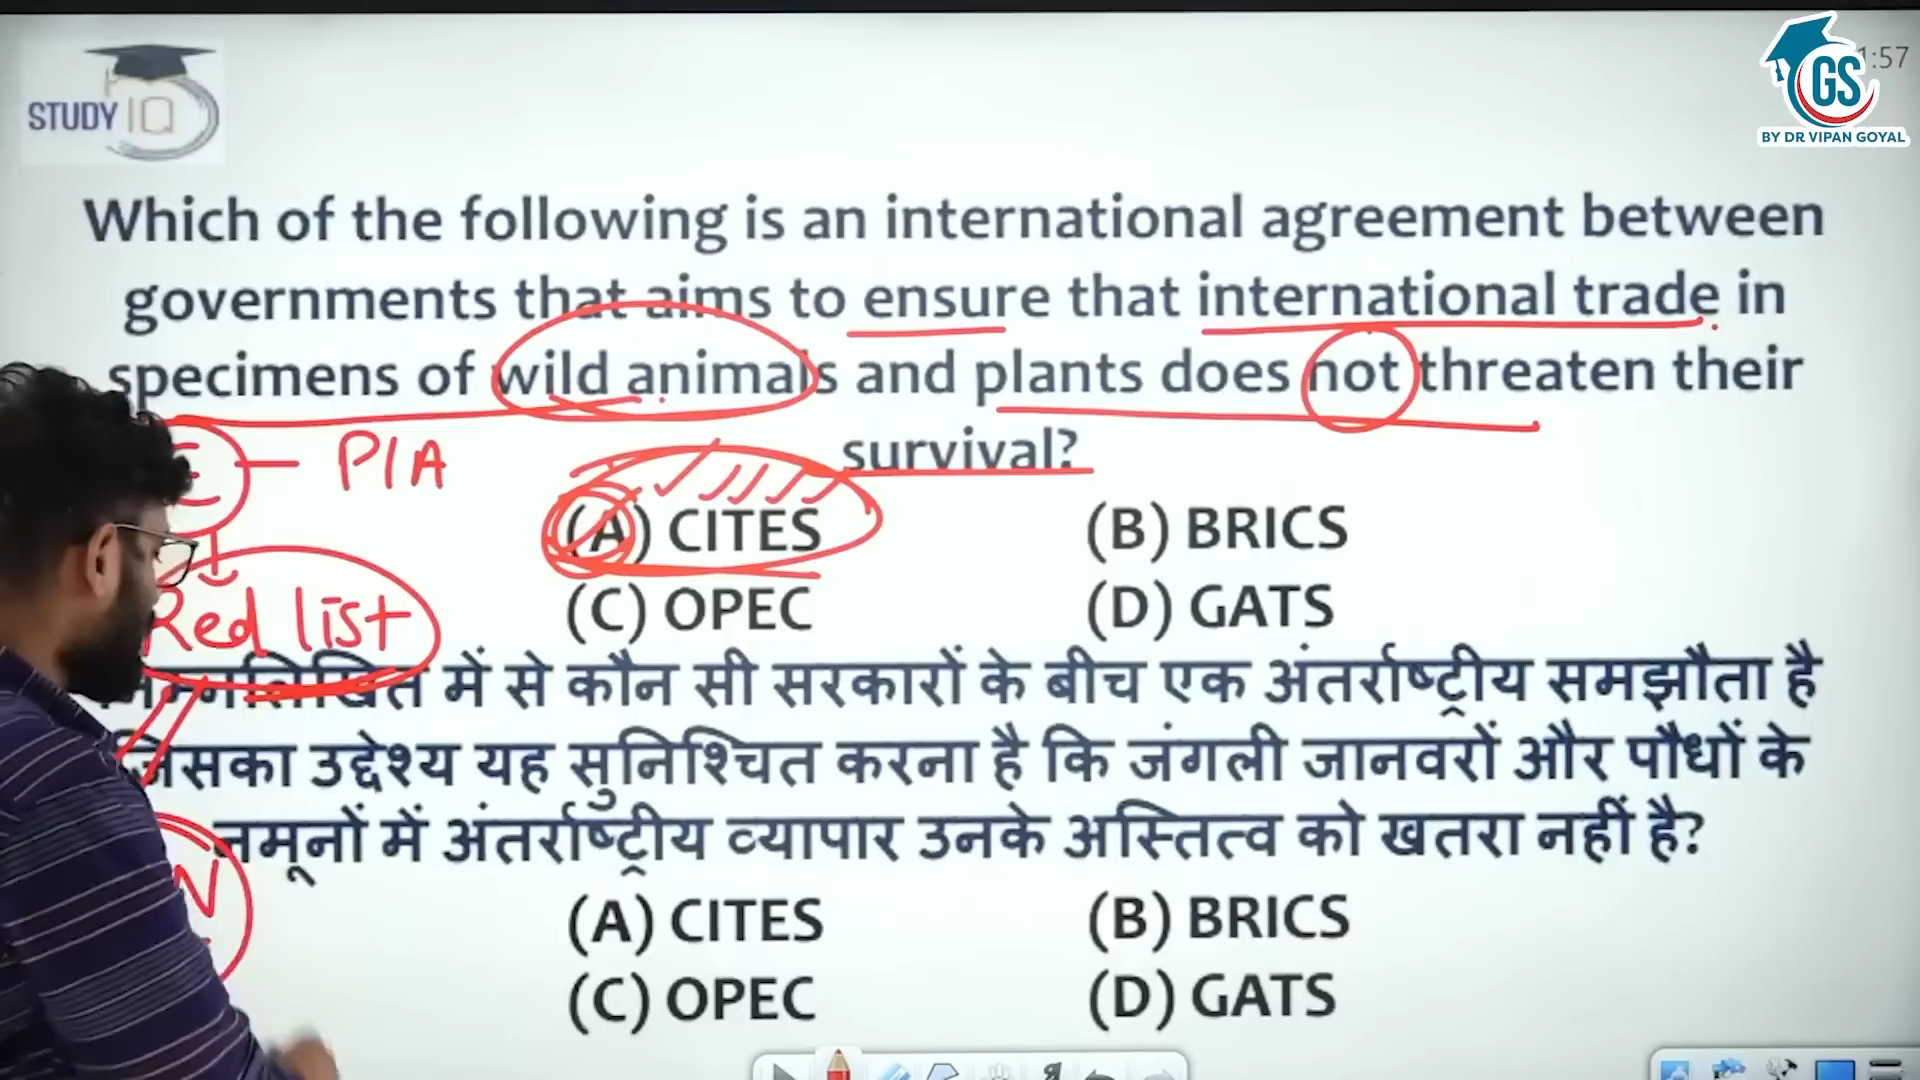 STUDY IQ
GS
:57
BY DR VIPAN GOYAL
Which of the following is an international agreement between
governments that aims to ensure that international trade in
specimens of wild animals and plants does not threaten their
survival?
P/A
(A) CITES (B) BRICS
(C) OPEC (D) GATS
Red list
में से कौन सी सरकारों के बीच एक अंतर्राष्ट्रीय समझौता है
जिसका उद्देश्य यह सुनिश्चित करना है कि जंगली जानवरों और पौधों के
नमूनों में अंतर्राष्ट्रीय व्यापार उनके अस्तित्व को खतरा नहीं है?
(A) CITES (B) BRICS
(C) OPEC (D) GATS